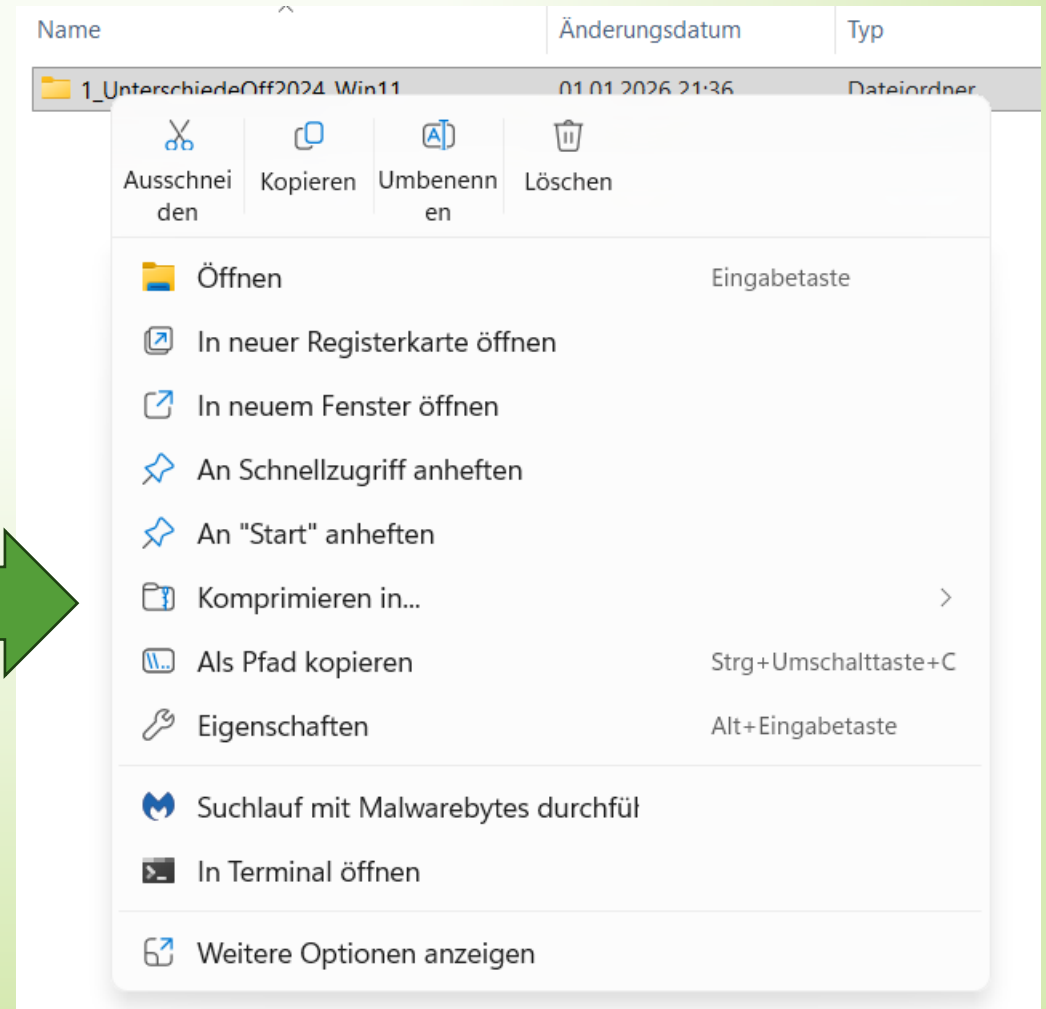 Name Änderungsdatum Typ
1_UnterschiedeOff2024_Win11 01.01.2026 21:36 Dateiordner
Ausschnei Kopieren Umbenenn Löschen
den en
Öffnen Eingabetaste
In neuer Registerkarte öffnen
In neuem Fenster öffnen
An Schnellzugriff anheften
An "Start" anheften
Komprimieren in...
Als Pfad kopieren Strg+Umschalttaste+C
Eigenschaften Alt+Eingabetaste
Suchlauf mit Malwarebytes durchfül
In Terminal öffnen
Weitere Optionen anzeigen